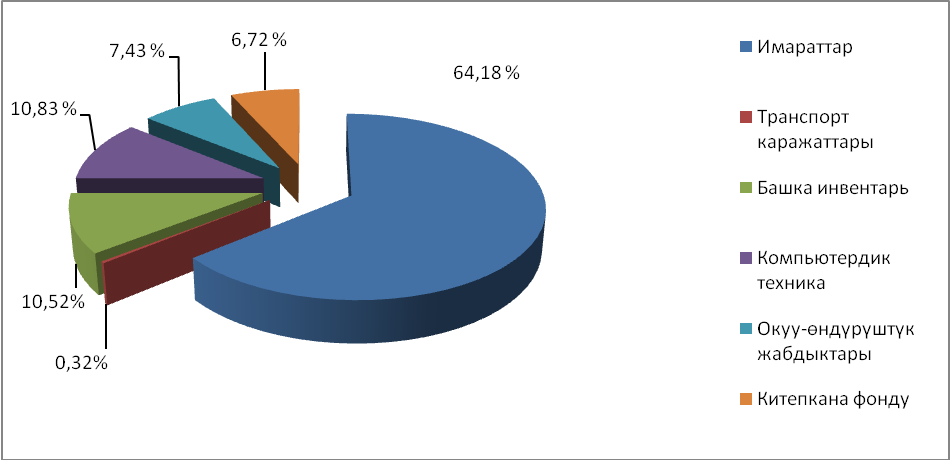 6,72 %
7,43 %
64,18 %
10,83 %
10,52%
0,32%
Имараттар
Транспорт
каражаттары
Башка инвентарь
Компьютердик
техника
Окуу-өндүрүштүк
жабдыктары
Китепкана фонду